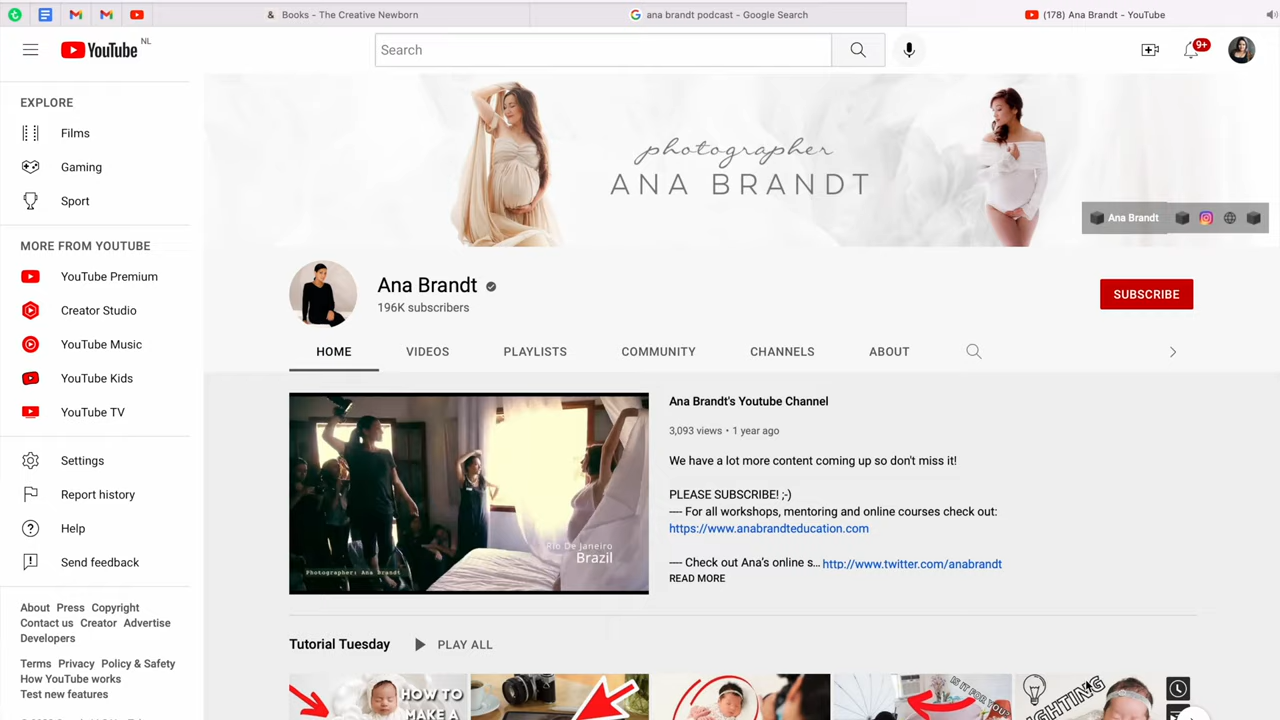 Books - The Creative Newborn
ana brandt podcast - Google Search
(178) Ana Brandt - YouTube
YouTube NL
Search
9+
EXPLORE
Films
Gaming
Sport
MORE FROM YOUTUBE
YouTube Premium
Creator Studio
YouTube Music
YouTube Kids
YouTube TV
Settings
Report history
Help
Send feedback
About Press Copyright
Contact us Creator Advertise
Developers
Terms Privacy Policy & Safety
How YouTube works
Test new features
photographer
ANA BRANDT
Ana Brandt
Ana Brandt
196K subscribers
SUBSCRIBE
HOME VIDEOS PLAYLISTS COMMUNITY CHANNELS ABOUT
Rio De Janeiro
Brazil
Photographer: Ana brandt
Ana Brandt's Youtube Channel
3,093 views • 1 year ago
We have a lot more content coming up so don't miss it!
PLEASE SUBSCRIBE! ;-)
---- For all workshops, mentoring and online courses check out:
https://www.anabrandteducation.com
---- Check out Ana's online s... http://www.twitter.com/anabrandt
READ MORE
Tutorial Tuesday PLAY ALL
HOW TO
MAKE A
IS IT FOR
YOU?
LIGHTING